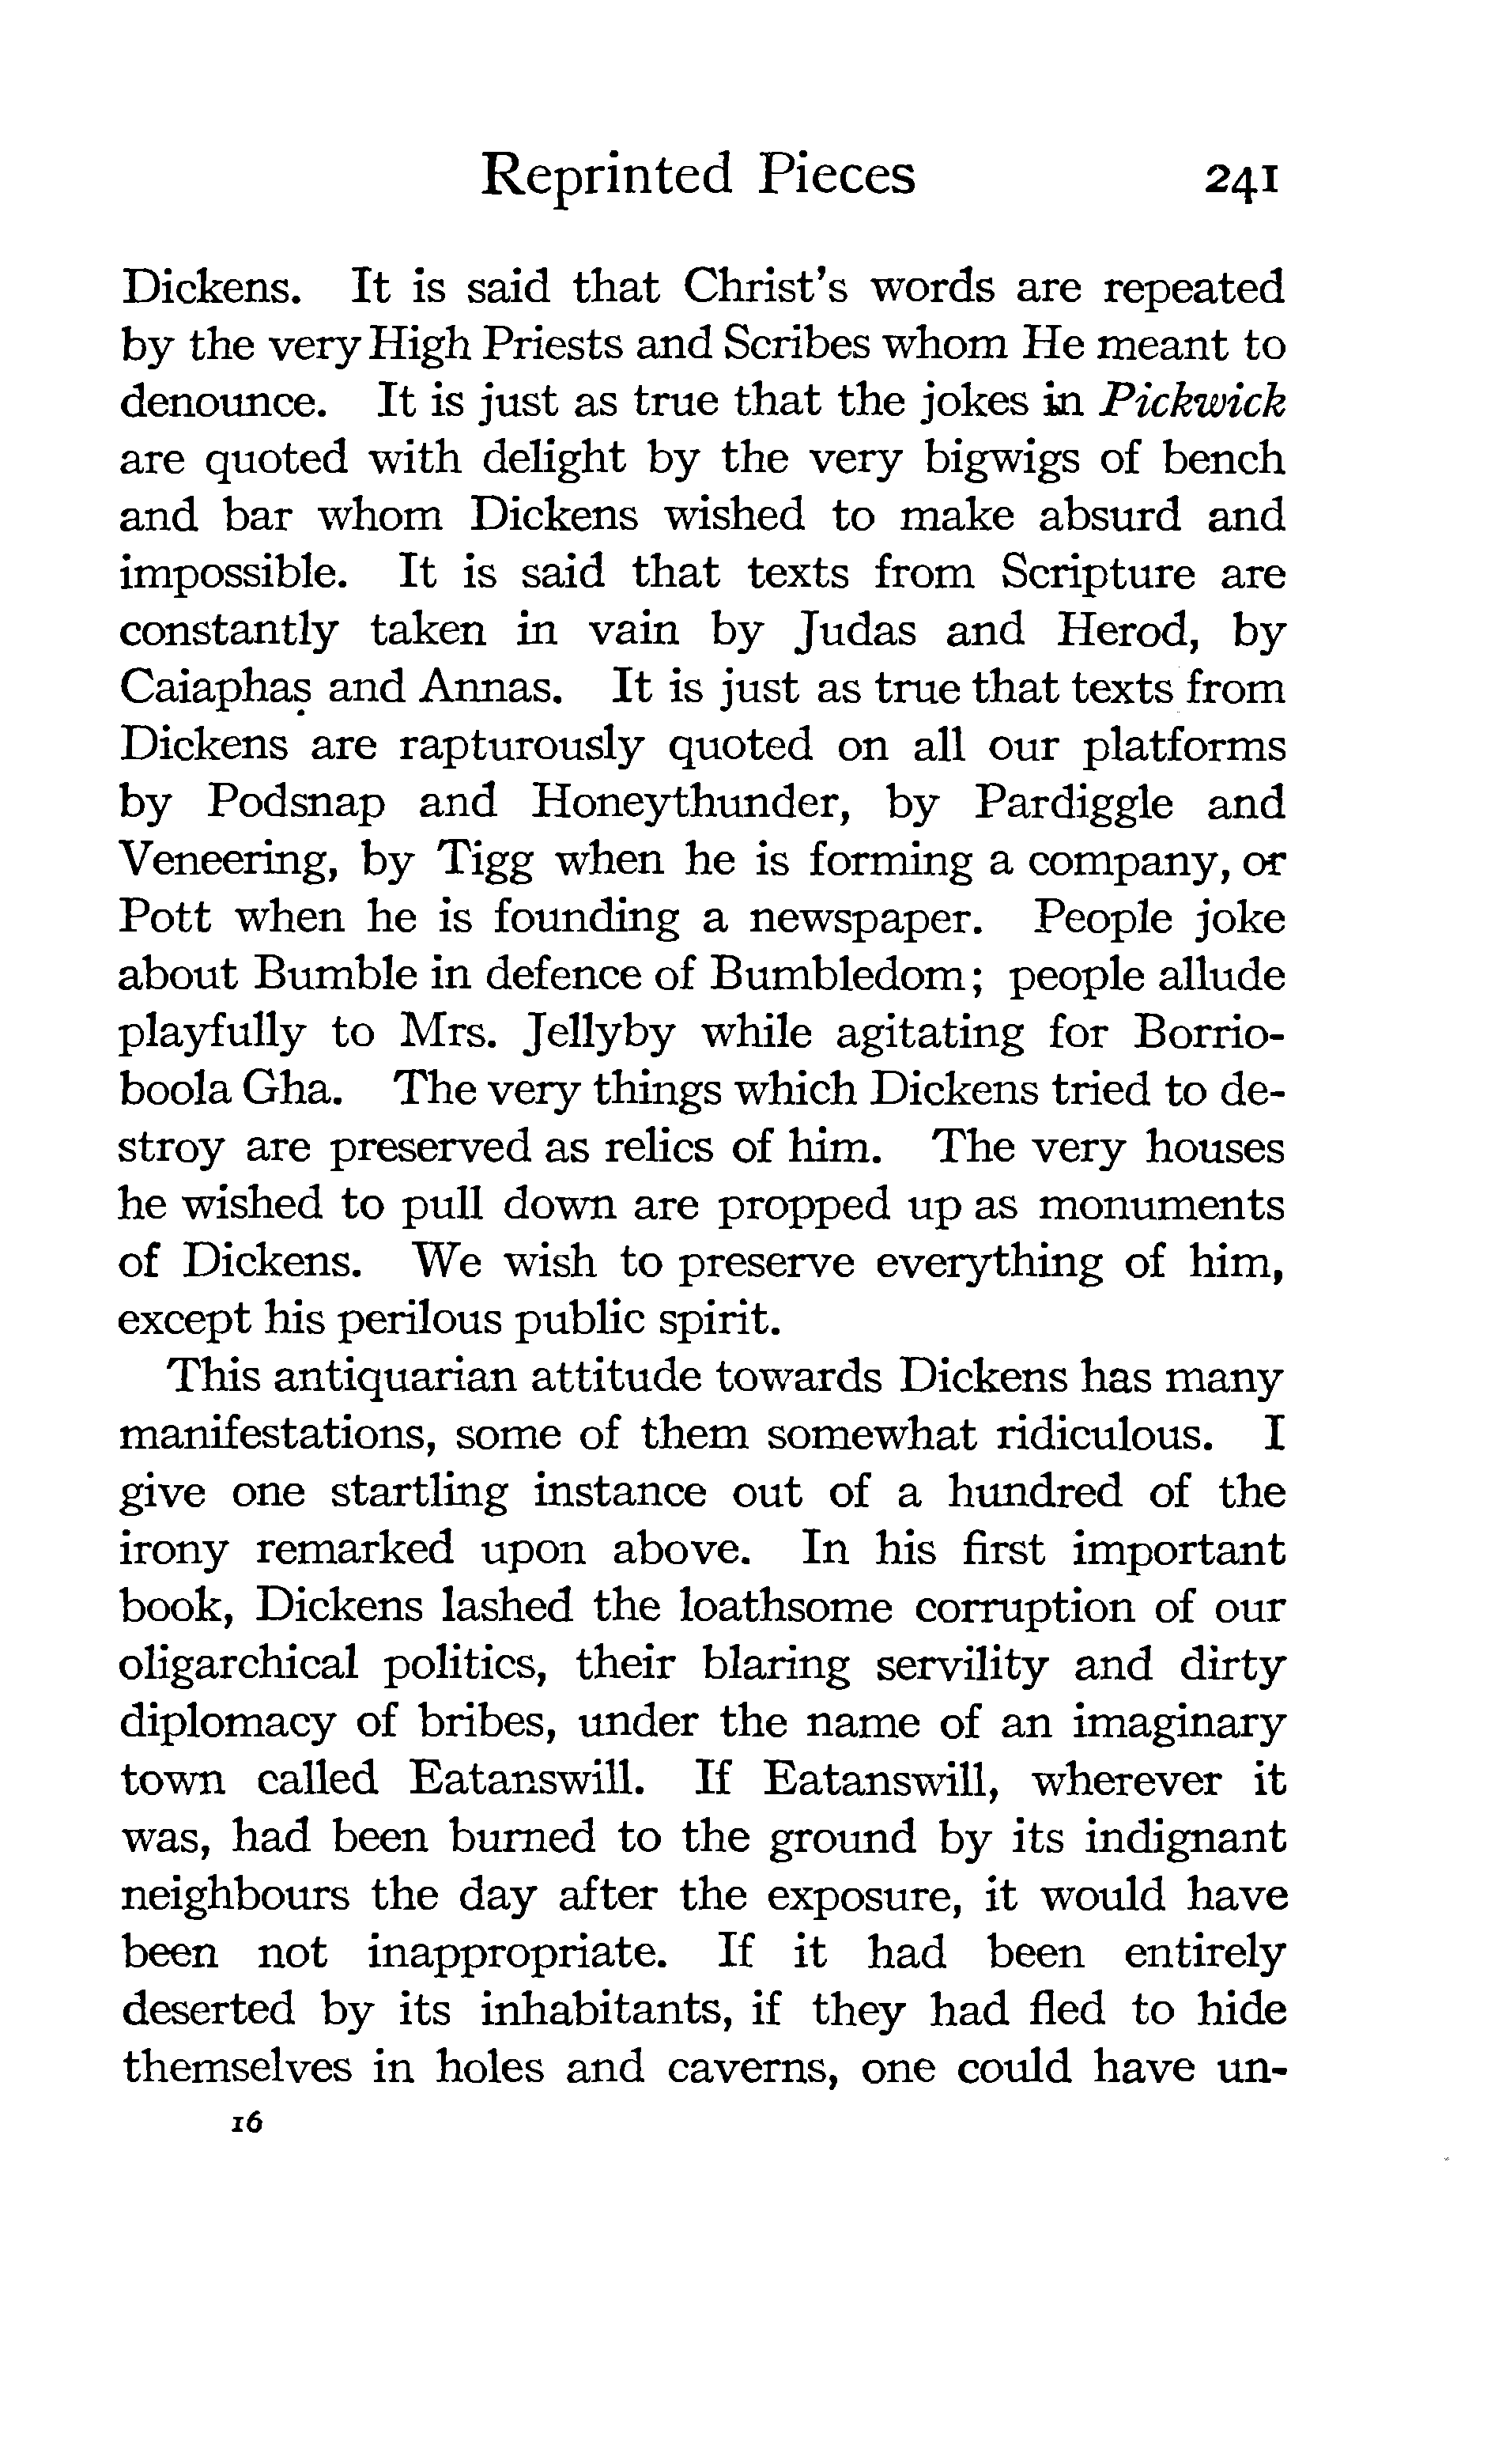 Reprinted Pieces 241
Dickens. It is said that Christ's words are repeated
by the very High Priests and Scribes whom He meant to
denounce. It is just as true that the jokes in Pickwick
are quoted with delight by the very bigwigs of bench
and bar whom Dickens wished to make absurd and
impossible. It is said that texts from Scripture are
constantly taken in vain by Judas and Herod, by
Caiaphas and Annas. It is just as true that texts from
Dickens are rapturously quoted on all our platforms
by Podsnap and Honeythunder, by Pardiggle and
Veneering, by Tigg when he is forming a company, or
Pott when he is founding a newspaper. People joke
about Bumble in defence of Bumbledom; people allude
playfully to Mrs. Jellyby while agitating for Borrio-
boola Gha. The very things which Dickens tried to de-
stroy are preserved as relics of him. The very houses
he wished to pull down are propped up as monuments
of Dickens. We wish to preserve everything of him,
except his perilous public spirit.
This antiquarian attitude towards Dickens has many
manifestations, some of them somewhat ridiculous. I
give one startling instance out of a hundred of the
irony remarked upon above. In his first important
book, Dickens lashed the loathsome corruption of our
oligarchical politics, their blaring servility and dirty
diplomacy of bribes, under the name of an imaginary
town called Eatanswill. If Eatanswill, wherever it
was, had been burned to the ground by its indignant
neighbours the day after the exposure, it would have
been not inappropriate. If it had been entirely
deserted by its inhabitants, if they had fled to hide
themselves in holes and caverns, one could have un-
16